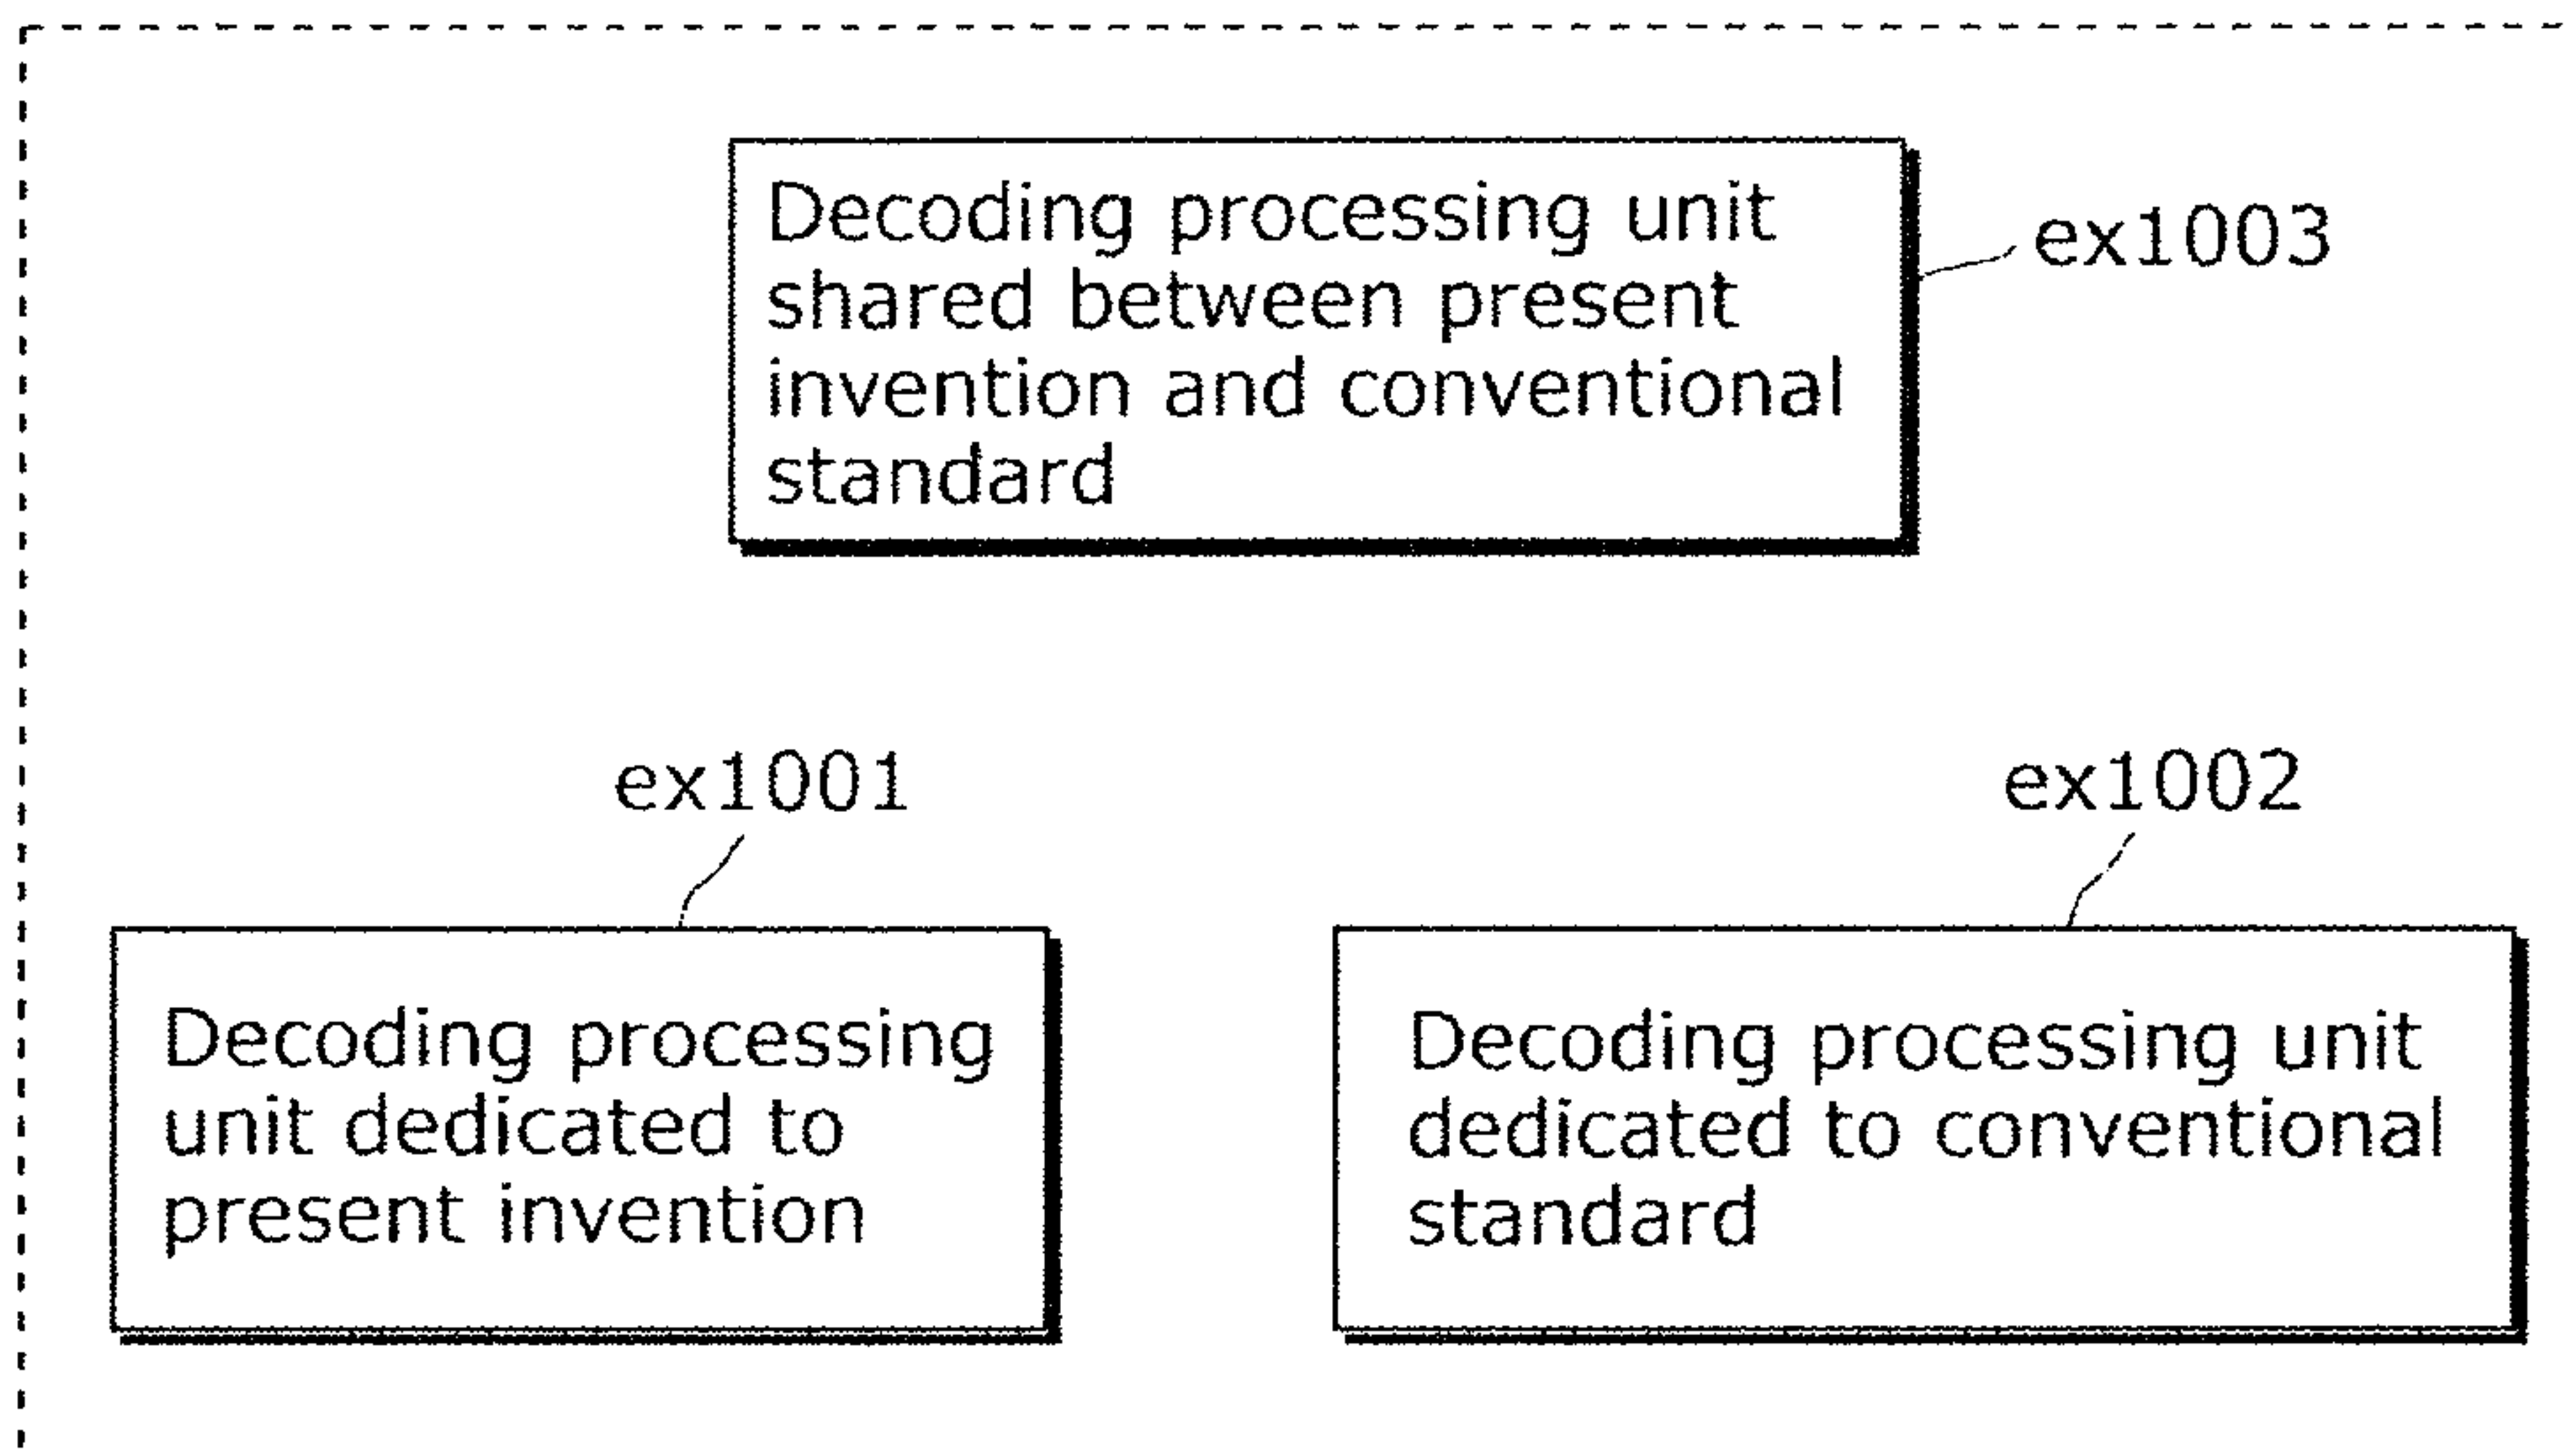 Decoding processing unit
shared between present
invention and conventional
standard
ex1003
ex1001
ex1002
Decoding processing
unit dedicated to
present invention
Decoding processing unit
dedicated to conventional
standard